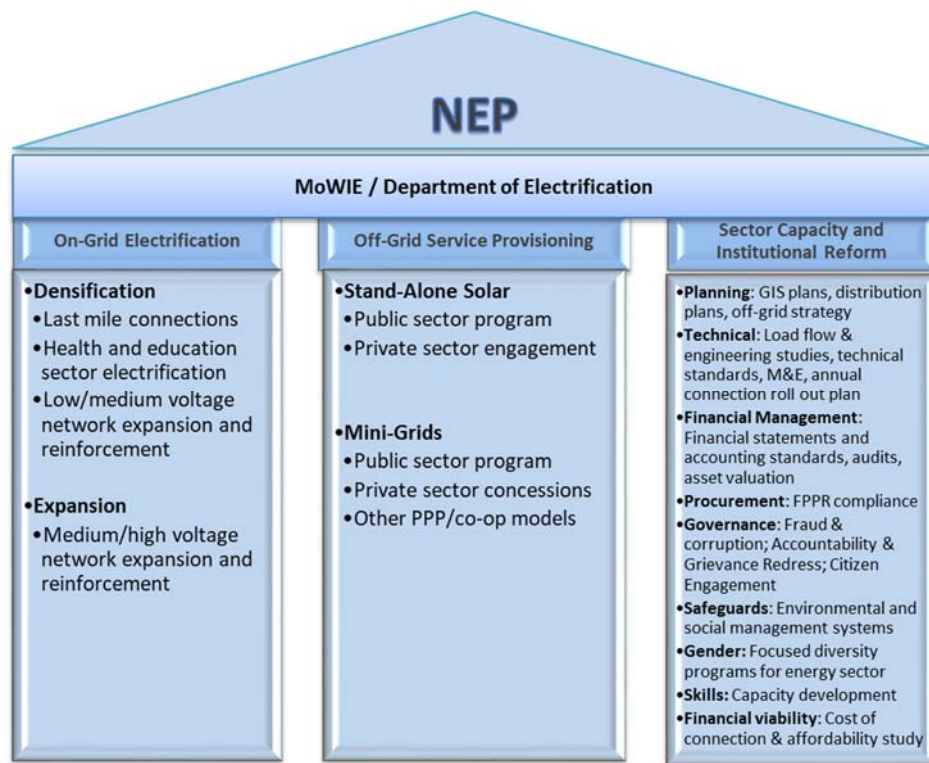 NEP
MoWIE / Department of Electrification
On-Grid Electrification
•Densification
•Last mile connections
•Health and education
sector electrification
•Low/medium voltage
network expansion and
reinforcement
•Expansion
•Medium/high voltage
network expansion and
reinforcement
Off-Grid Service Provisioning
•Stand-Alone Solar
•Public sector program
•Private sector engagement
•Mini-Grids
•Public sector program
•Private sector concessions
•Other PPP/co-op models
Sector Capacity and
Institutional Reform
•Planning: GIS plans, distribution
plans, off-grid strategy
•Technical: Load flow &
engineering studies, technical
standards, M&E, annual
connection roll out plan
•Financial Management:
Financial statements and
accounting standards, audits,
asset valuation
•Procurement: FPPR compliance
•Governance: Fraud &
corruption; Accountability &
Grievance Redress; Citizen
Engagement
•Safeguards: Environmental and
social management systems
•Gender: Focused diversity
programs for energy sector
•Skills: Capacity development
•Financial viability: Cost of
connection & affordability study